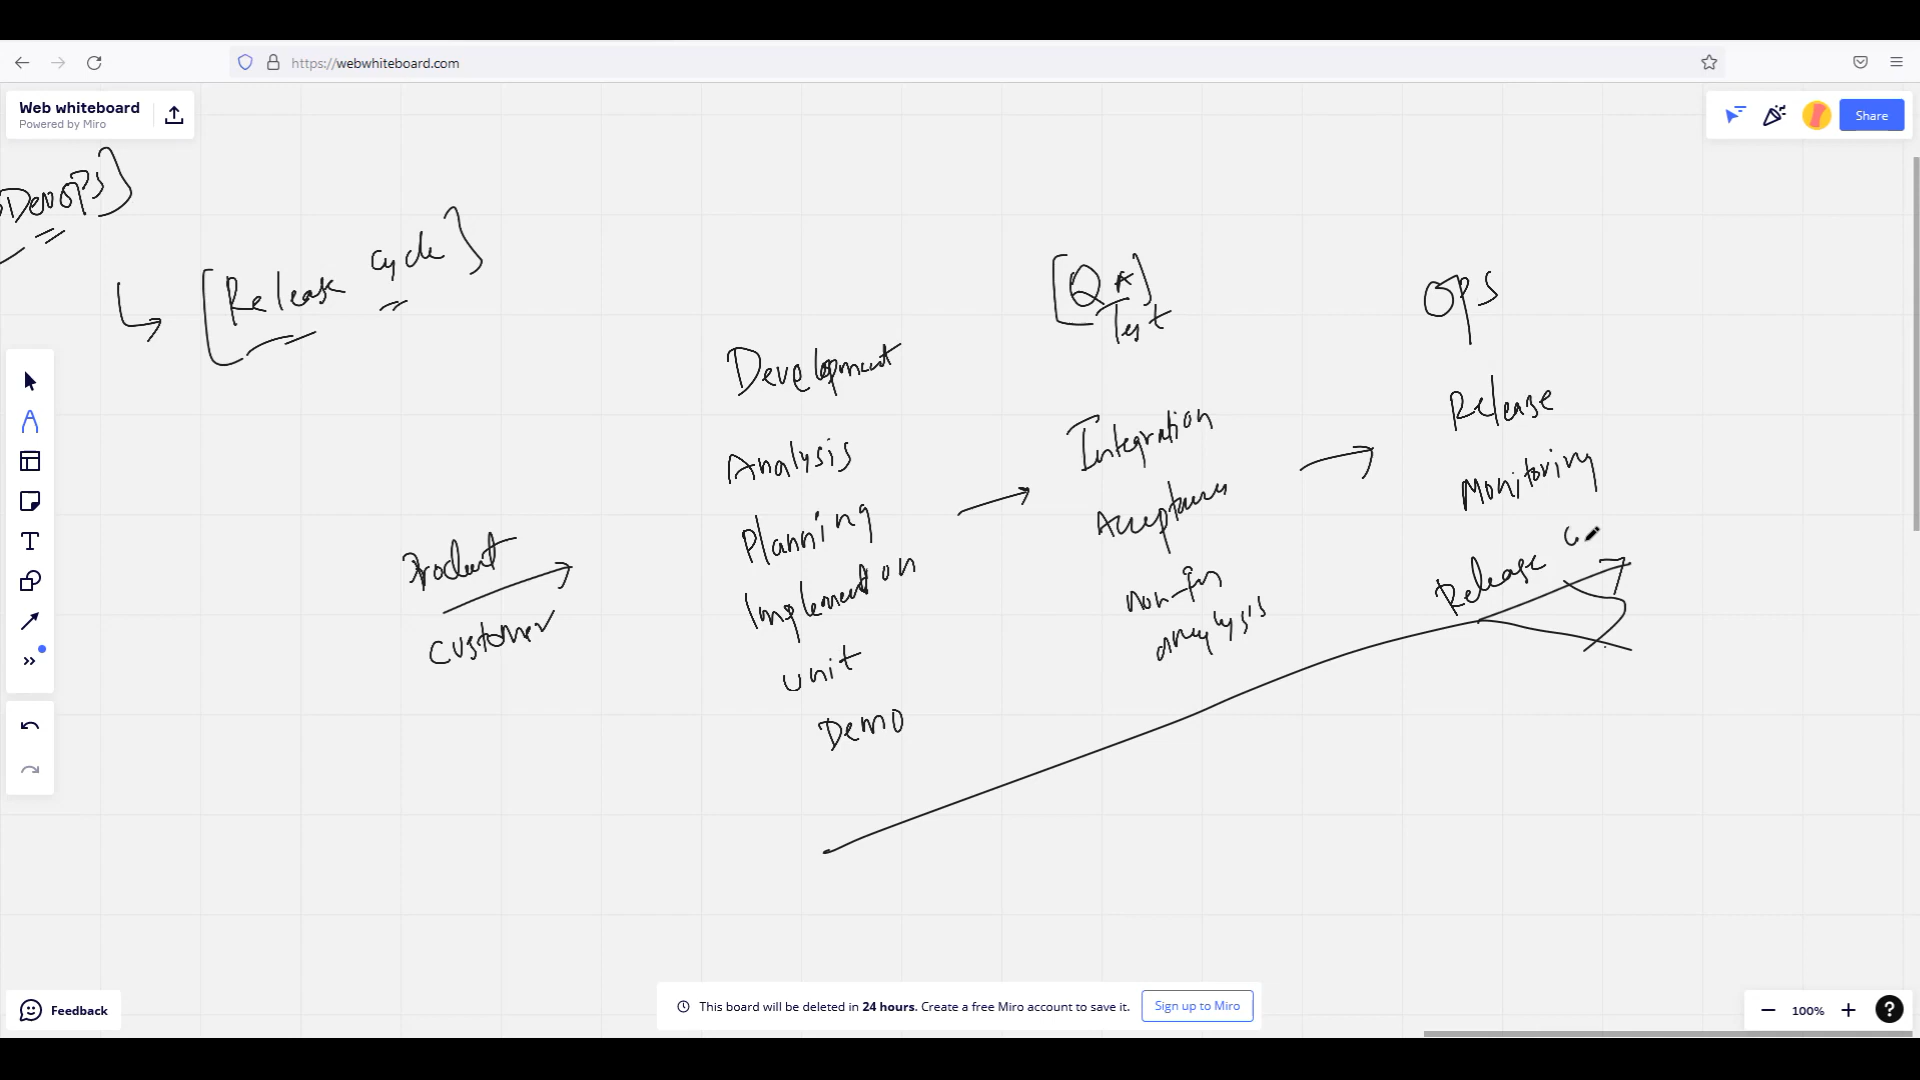 https://webwhiteboard.com
Web whiteboard
Powered by Miro
Share
DevOps]
[Release cycle]
Product
Customer
Development
Analysis
Planning
Implementation
unit
Demo
[QA]
Test
Integration
Acceptance
non-fn
analysis
Ops
Release
Monitoring
Release
Feedback
This board will be deleted in 24 hours. Create a free Miro account to save it.
Sign up to Miro
100%